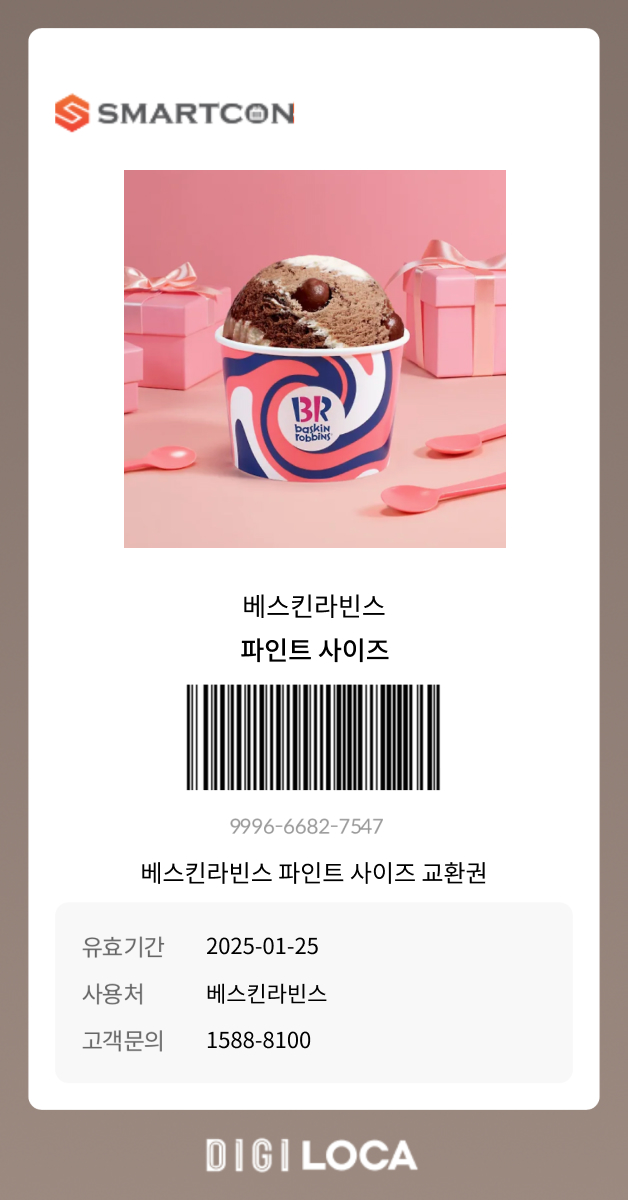 SMARTCON
BR
baskin
robbins
베스킨라빈스
파인트 사이즈
9996-6682-7547
베스킨라빈스 파인트 사이즈 교환권
유효기간 2025-01-25
사용처 베스킨라빈스
고객문의 1588-8100
DIGI LOCA